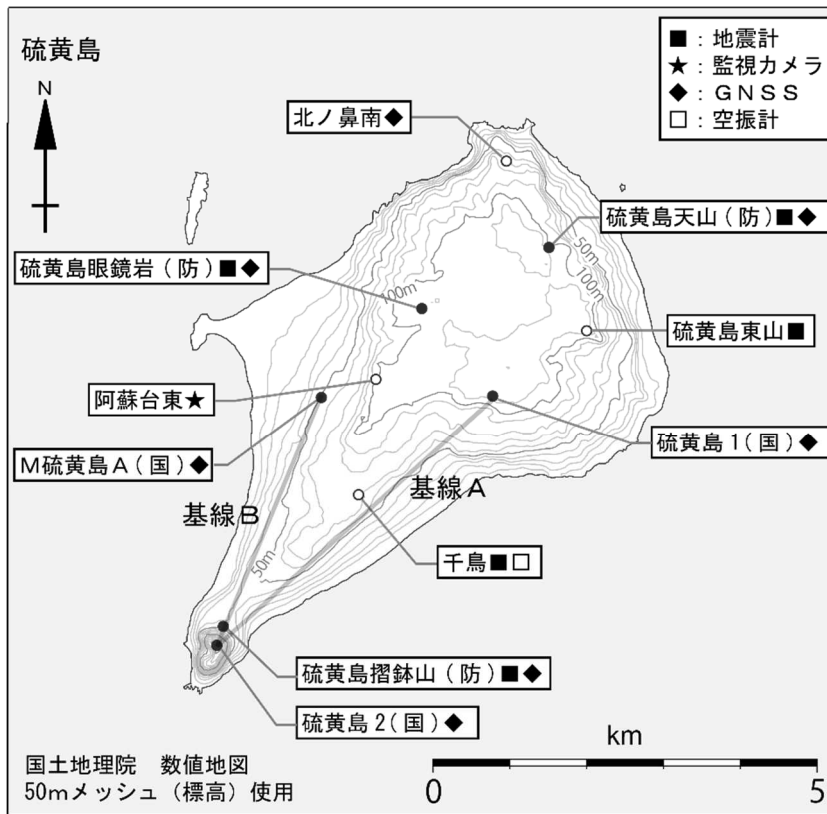 硫黄島
■：地震計
★：監視カメラ
◆：ＧＮＳＳ
□：空振計
N
北ノ鼻南◆
硫黄島天山（防）■◆
50m
100m
硫黄島眼鏡岩（防）■◆
100m
硫黄島東山■
阿蘇台東★
硫黄島1（国）◆
M硫黄島A（国）◆
基線A
基線B
千鳥■□
50m
硫黄島摺鉢山（防）■◆
硫黄島2（国）◆
km
0
5
国土地理院　数値地図
50mメッシュ（標高）使用